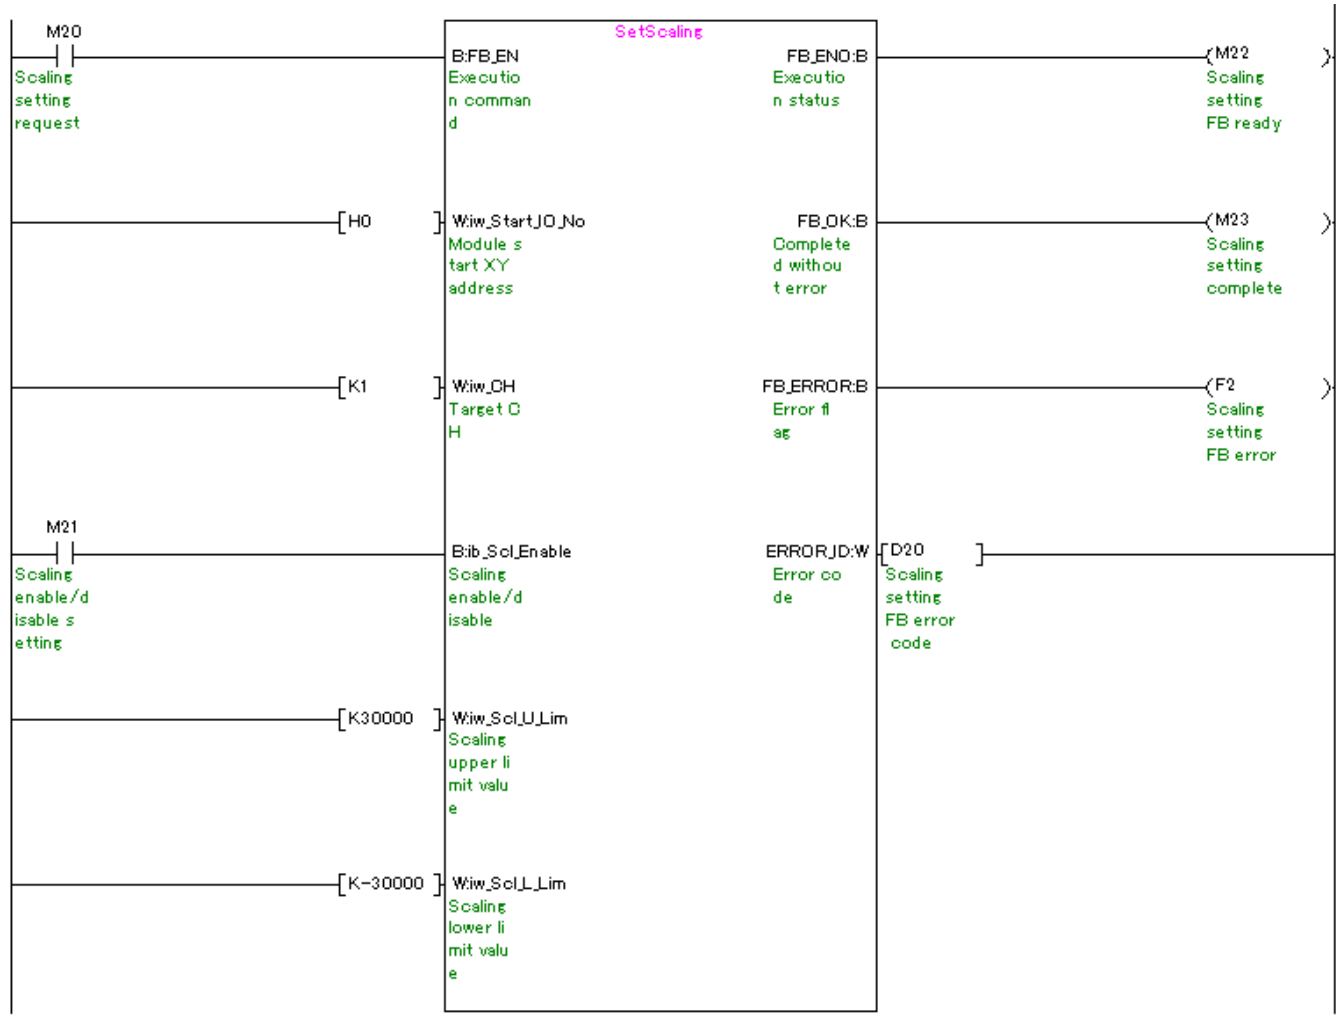 SetScaling
M20
B:FB_EN
FB_ENO:B
M22
Scaling
setting
request
Executio
n comman
d
Executio
n status
Scaling
setting
FB ready
H0
W:iw_Start_IO_No
FB_OK:B
M23
Module s
tart XY
address
Complete
d withou
t error
Scaling
setting
complete
K1
W:iw_CH
FB_ERROR:B
F2
Target C
H
Error fl
ag
Scaling
setting
FB error
M21
B:ib_Scl_Enable
ERROR_ID:W
D20
Scaling
enable/d
isable s
etting
Scaling
enable/d
isable
Error co
de
Scaling
setting
FB error
code
K30000
W:iw_Scl_U_Lim
Scaling
upper li
mit valu
e
K-30000
W:iw_Scl_L_Lim
Scaling
lower li
mit valu
e